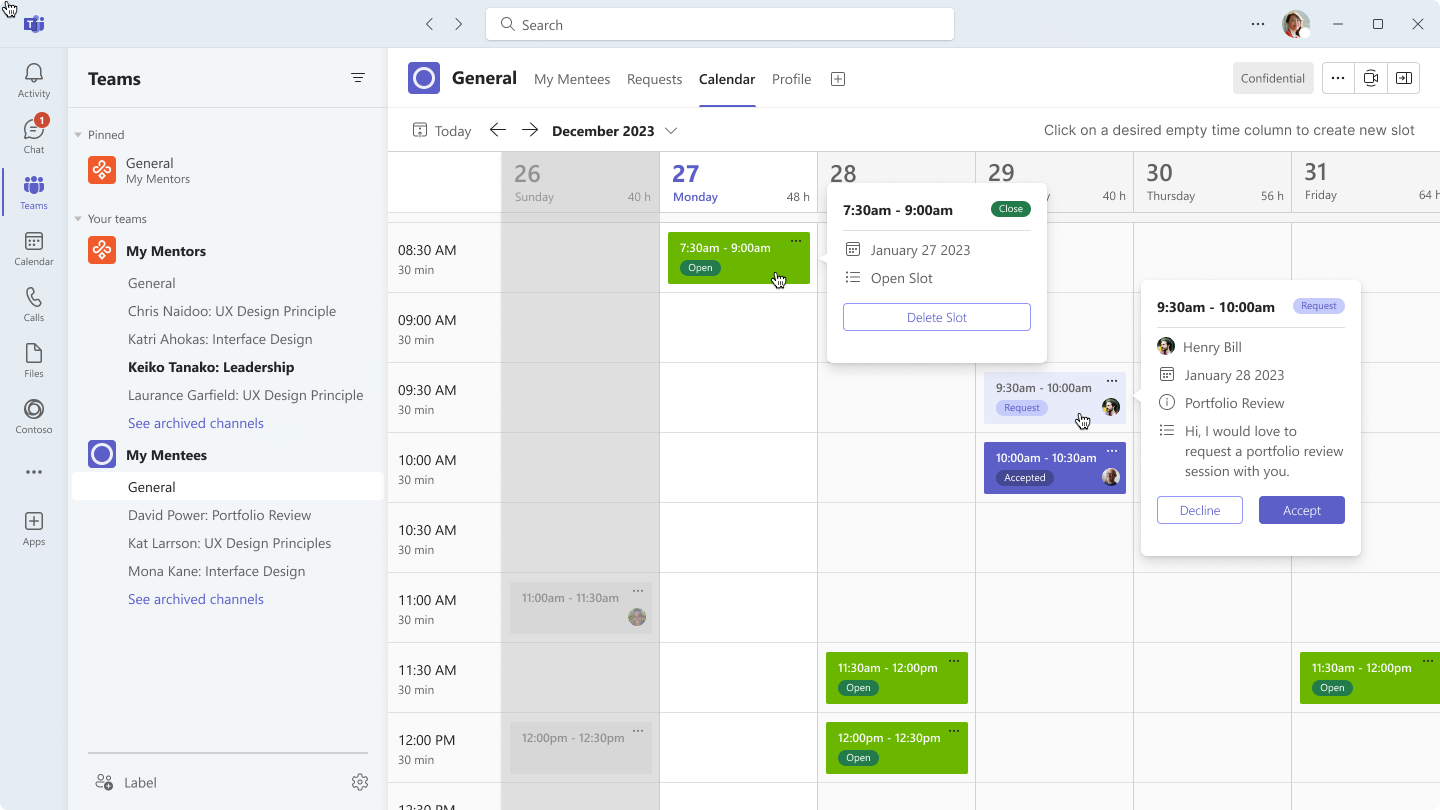 Search
Activity
1
Chat
Teams
Calendar
Calls
Files
Contoso
Apps
Teams
Pinned
General
My Mentors
Your teams
My Mentors
General
Chris Naidoo: UX Design Principle
Katri Ahokas: Interface Design
Keiko Tanako: Leadership
Laurance Garfield: UX Design Principle
See archived channels
My Mentees
General
David Power: Portfolio Review
Kat Larrson: UX Design Principles
Mona Kane: Interface Design
See archived channels
Label
General
My Mentees
Requests
Calendar
Profile
Confidential
Today
December 2023
Click on a desired empty time column to create new slot
26
Sunday
40 h
27
Monday
48 h
28
29
40 h
30
Thursday
56 h
31
Friday
64 h
08:30 AM
30 min
09:00 AM
30 min
09:30 AM
30 min
10:00 AM
30 min
10:30 AM
30 min
11:00 AM
30 min
11:30 AM
30 min
12:00 PM
30 min
12:30 PM
11:00am - 11:30am
12:00pm - 12:30pm
7:30am - 9:00am
Open
7:30am - 9:00am
Close
January 27 2023
Open Slot
Delete Slot
11:30am - 12:00pm
Open
12:00pm - 12:30pm
Open
9:30am - 10:00am
Request
10:00am - 10:30am
Accepted
9:30am - 10:00am
Request
Henry Bill
January 28 2023
Portfolio Review
Hi, I would love to
request a portfolio review
session with you.
Decline
Accept
11:30am - 12:00pm
Open